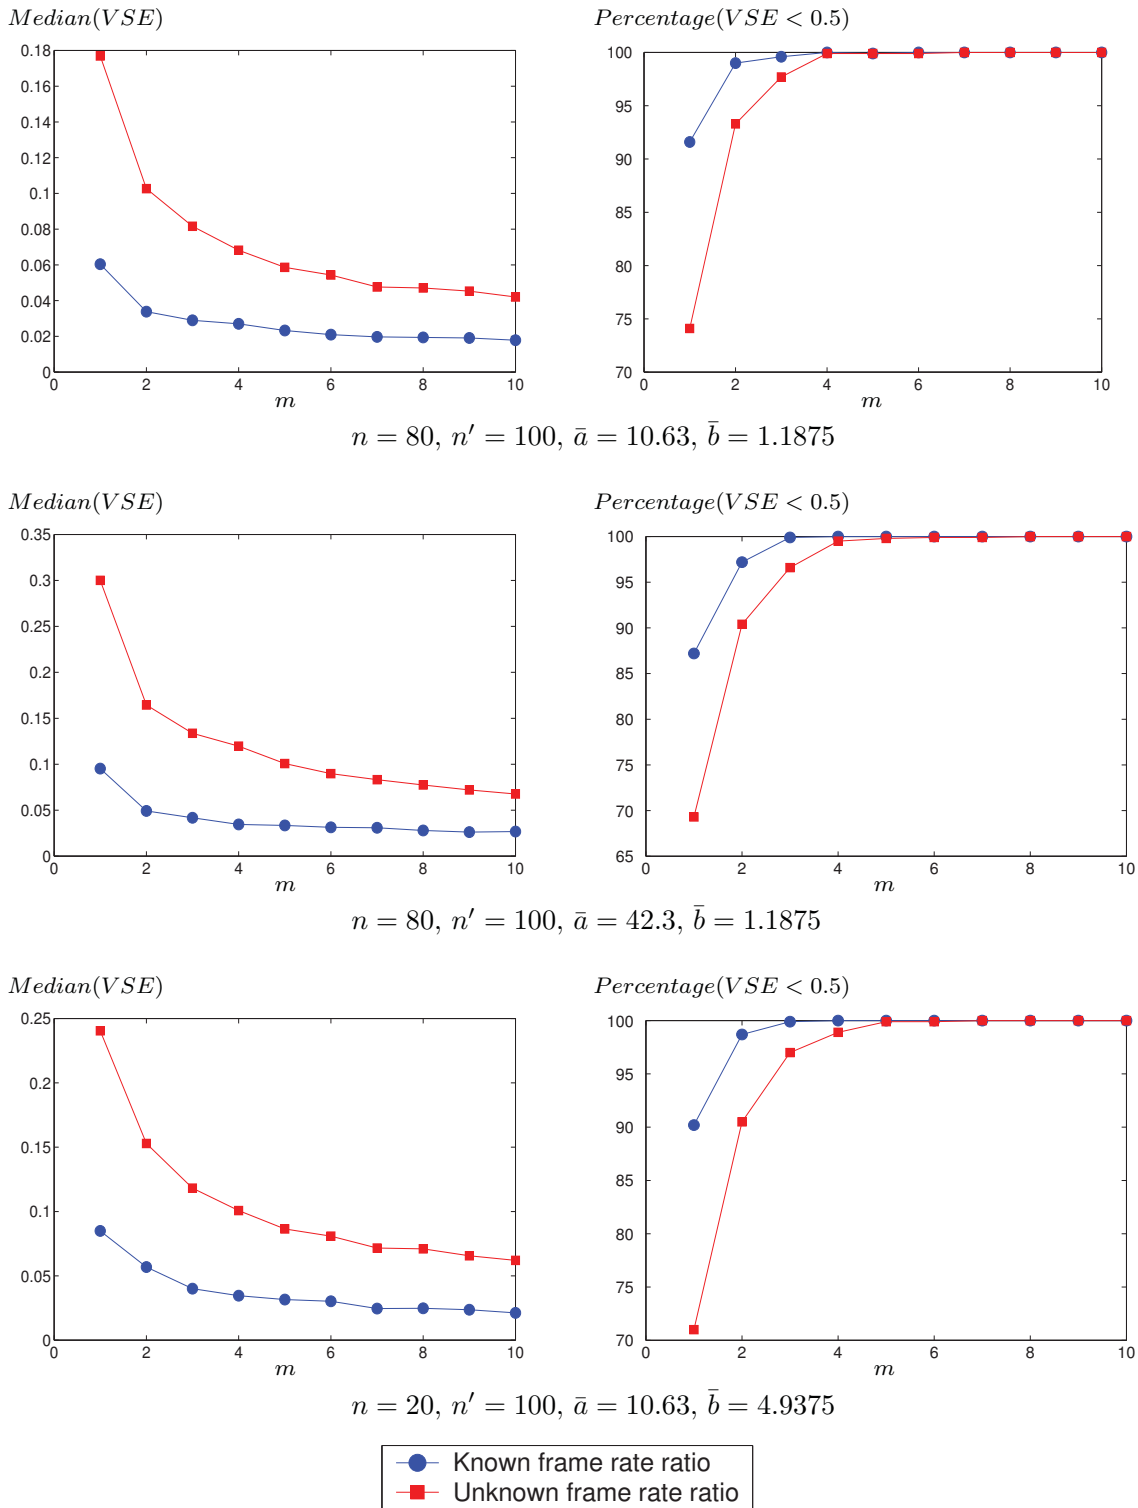 Median(VSE)
0.18
0.16
0.14
0.12
0.1
0.08
0.06
0.04
0.02
0
0 2 4 6 8 10
m
Percentage(VSE < 0.5)
100
95
90
85
80
75
70
0 2 4 6 8 10
m
n = 80, n′ = 100, ā = 10.63, b̄ = 1.1875
Median(VSE)
0.35
0.3
0.25
0.2
0.15
0.1
0.05
0
0 2 4 6 8 10
m
Percentage(VSE < 0.5)
100
95
90
85
80
75
70
65
0 2 4 6 8 10
m
n = 80, n′ = 100, ā = 42.3, b̄ = 1.1875
Median(VSE)
0.25
0.2
0.15
0.1
0.05
0
0 2 4 6 8 10
m
Percentage(VSE < 0.5)
100
95
90
85
80
75
70
0 2 4 6 8 10
m
n = 20, n′ = 100, ā = 10.63, b̄ = 4.9375
Known frame rate ratio
Unknown frame rate ratio